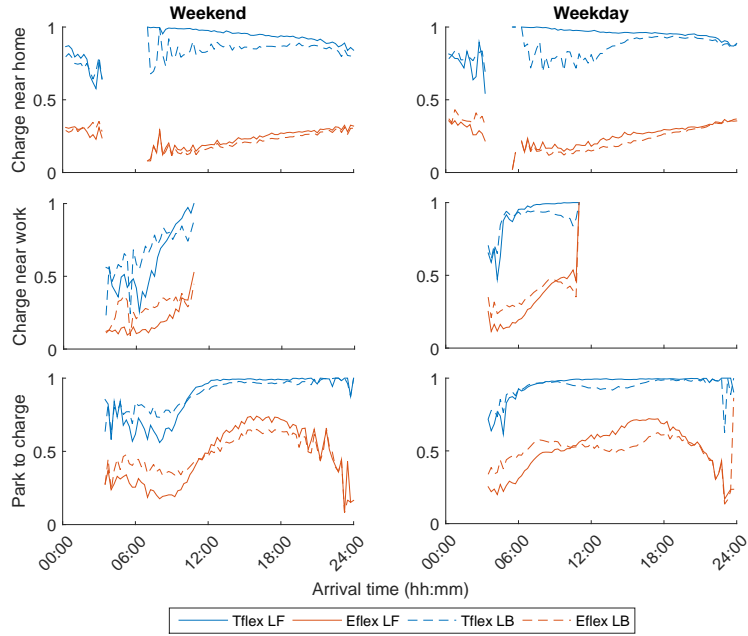 Weekend
Weekday
Charge near home
1
0.5
0
1
0.5
0
Charge near work
1
0.5
0
1
0.5
0
Park to charge
1
0.5
0
1
0.5
0
00:00 06:00 12:00 18:00 24:00
00:00 06:00 12:00 18:00 24:00
Arrival time (hh:mm)
Tflex LF Eflex LF Tflex LB Eflex LB